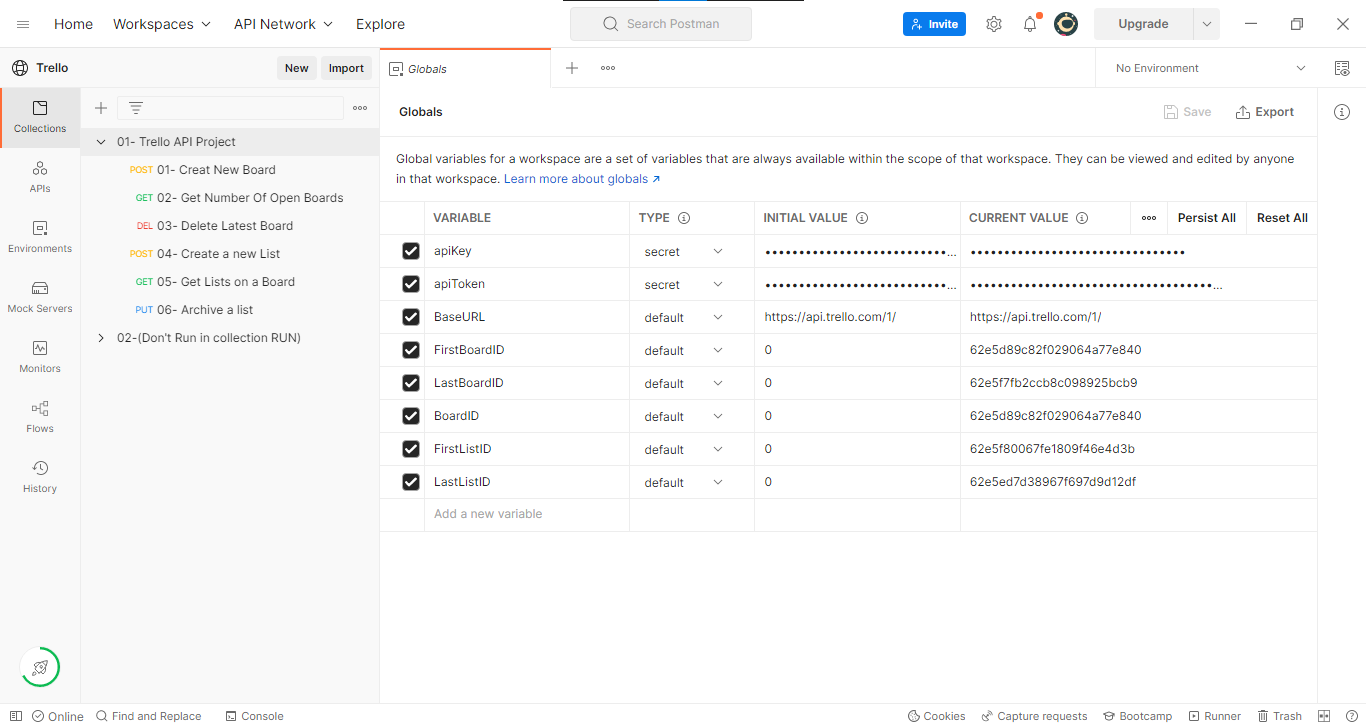 Home Workspaces API Network Explore Search Postman Invite Upgrade
Trello New Import Globals No Environment
Collections
APIs
Environments
Mock Servers
Monitors
Flows
History
01- Trello API Project
POST 01- Creat New Board
GET 02- Get Number Of Open Boards
DEL 03- Delete Latest Board
POST 04- Create a new List
GET 05- Get Lists on a Board
PUT 06- Archive a list
02-(Don't Run in collection RUN)
Globals Save Export
Global variables for a workspace are a set of variables that are always available within the scope of that workspace. They can be viewed and edited by anyone
in that workspace. Learn more about globals ↗
VARIABLE TYPE INITIAL VALUE CURRENT VALUE Persist All Reset All
apiKey secret ••••••••••••••••••••••••••••... ••••••••••••••••••••••••••••••••
apiToken secret ••••••••••••••••••••••••••••... ••••••••••••••••••••••••••••••••••••...
BaseURL default https://api.trello.com/1/ https://api.trello.com/1/
FirstBoardID default 0 62e5d89c82f029064a77e840
LastBoardID default 0 62e5f7fb2ccb8c098925bcb9
BoardID default 0 62e5d89c82f029064a77e840
FirstListID default 0 62e5f80067fe1809f46e4d3b
LastListID default 0 62e5ed7d38967f697d9d12df
Add a new variable
Online Find and Replace Console Cookies Capture requests Bootcamp Runner Trash